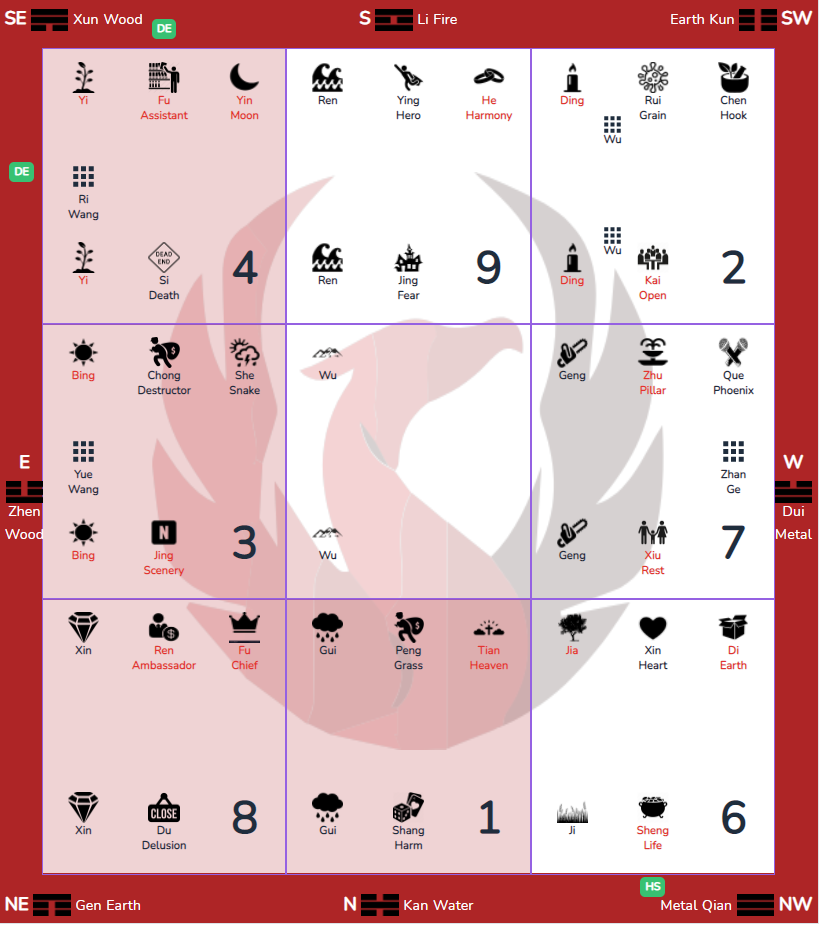 SE Xun Wood
DE
S Li Fire
Earth Kun SW
Yi Fu Yin
Assistant Moon
Ren Ying He
Hero Harmony
Ding Rui Chen
Grain Hook
Wu
DE
Ri
Wang
Yi DEAD END Si 4
Death
Ren Jing 9
Fear
Wu
Ding Kai 2
Open
Bing Chong She
Destructor Snake
Wu
Geng Zhu Que
Pillar Phoenix
E
Zhen
Wood
Yue
Wang
Zhan
Ge
W
Dui
Metal
Bing N Jing 3
Scenery
Wu
Geng Xiu 7
Rest
Xin Ren $ Fu
Ambassador Chief
Gui Peng Tian
Grass Heaven
Jia Xin Di
Heart Earth
Xin CLOSE Du 8
Delusion
Gui Shang 1
Harm
Ji Sheng 6
Life
HS
NE Gen Earth
N Kan Water
Metal Qian NW